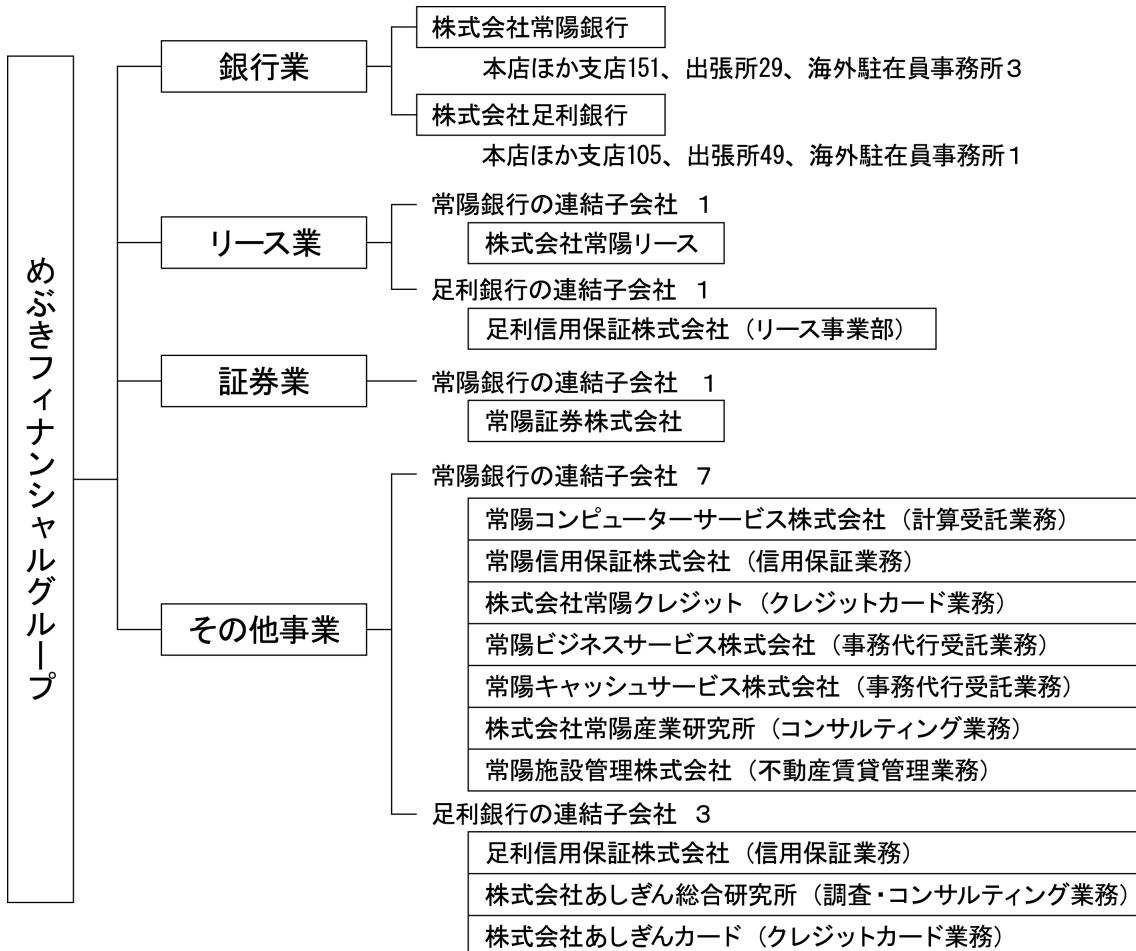 めぶきフィナンシャルグループ
銀行業
株式会社常陽銀行
本店ほか支店151、出張所29、海外駐在員事務所3
株式会社足利銀行
本店ほか支店105、出張所49、海外駐在員事務所1
リース業
常陽銀行の連結子会社 1
株式会社常陽リース
足利銀行の連結子会社 1
足利信用保証株式会社（リース事業部）
証券業
常陽銀行の連結子会社 1
常陽証券株式会社
その他事業
常陽銀行の連結子会社 7
常陽コンピューターサービス株式会社（計算受託業務）
常陽信用保証株式会社（信用保証業務）
株式会社常陽クレジット（クレジットカード業務）
常陽ビジネスサービス株式会社（事務代行受託業務）
常陽キャッシュサービス株式会社（事務代行受託業務）
株式会社常陽産業研究所（コンサルティング業務）
常陽施設管理株式会社（不動産賃貸管理業務）
足利銀行の連結子会社 3
足利信用保証株式会社（信用保証業務）
株式会社あしぎん総合研究所（調査・コンサルティング業務）
株式会社あしぎんカード（クレジットカード業務）